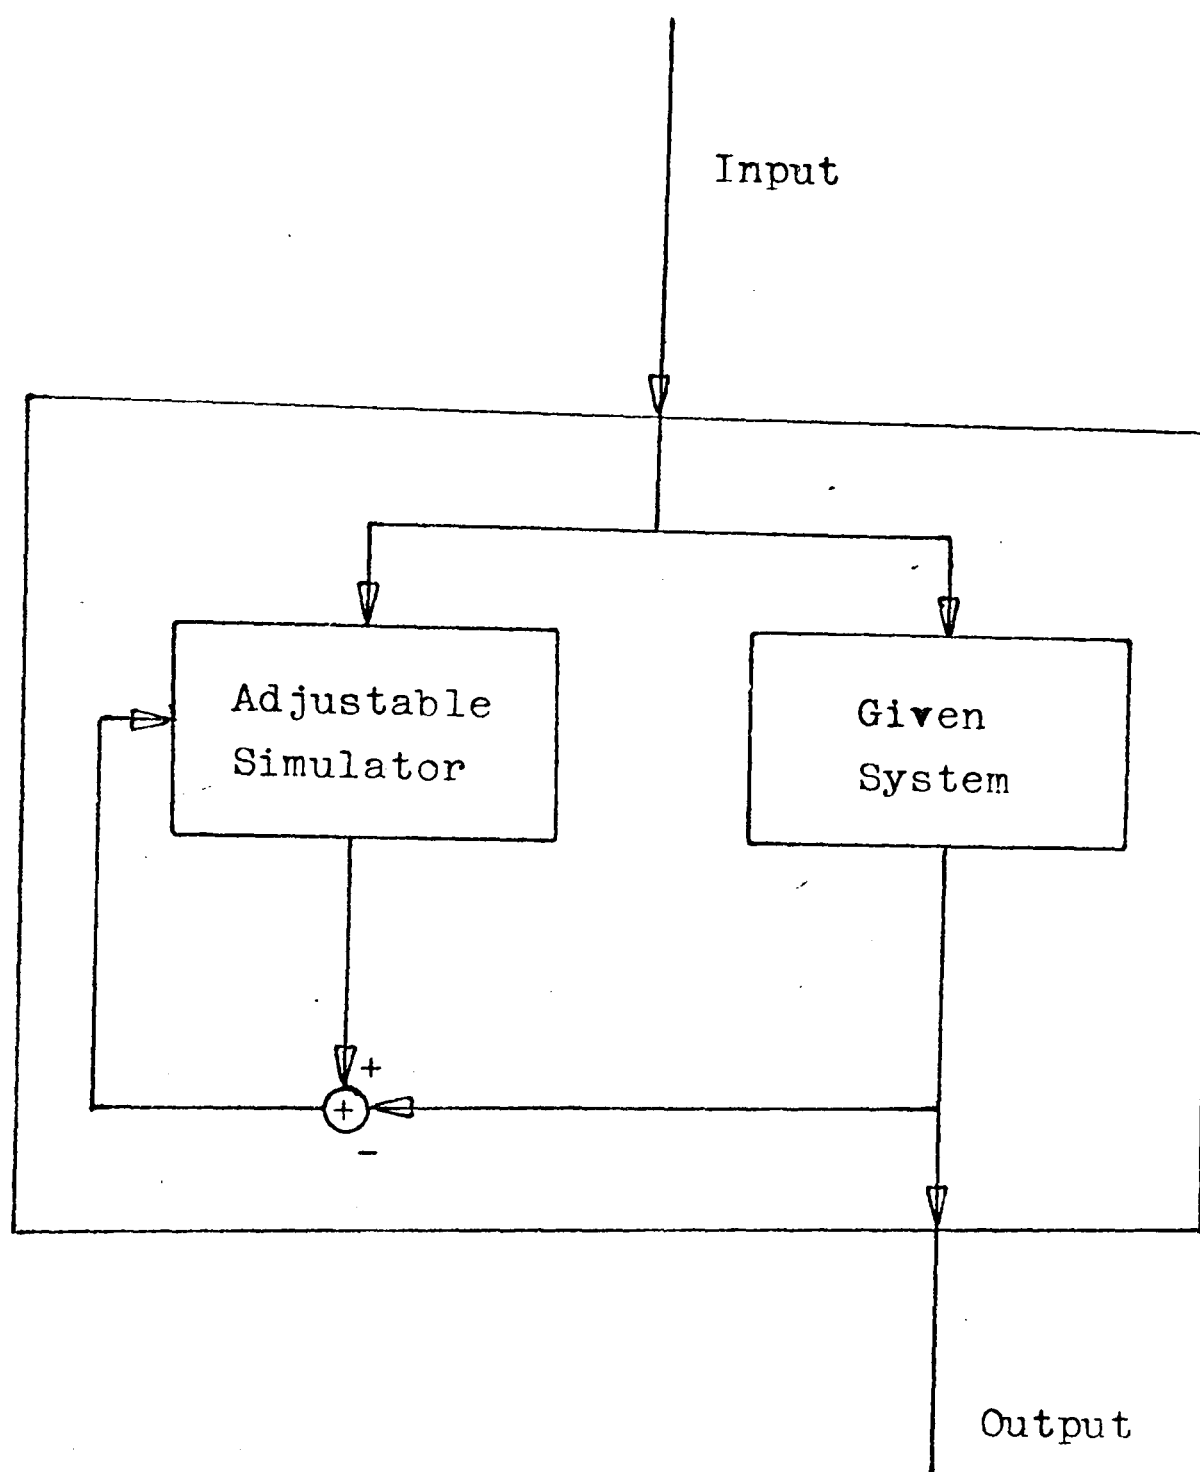 Input
Adjustable
Simulator
Given
System
+
+
-
Output